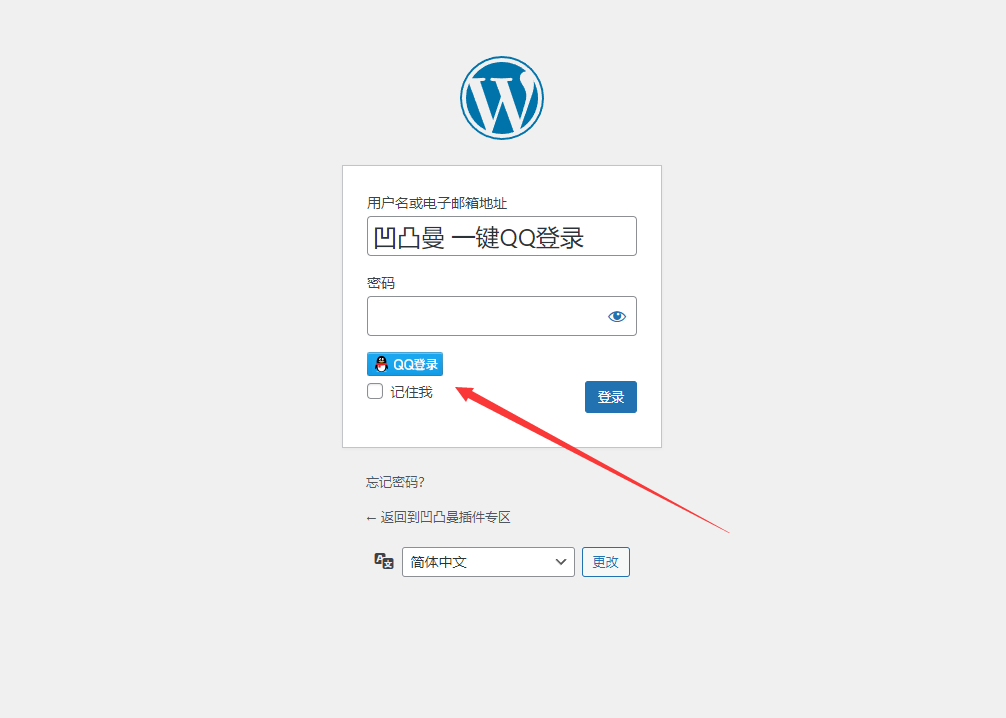 用户名或电子邮箱地址
凹凸曼 一键QQ登录
密码
QQ登录
记住我
登录
忘记密码?
← 返回到凹凸曼插件专区
简体中文
更改